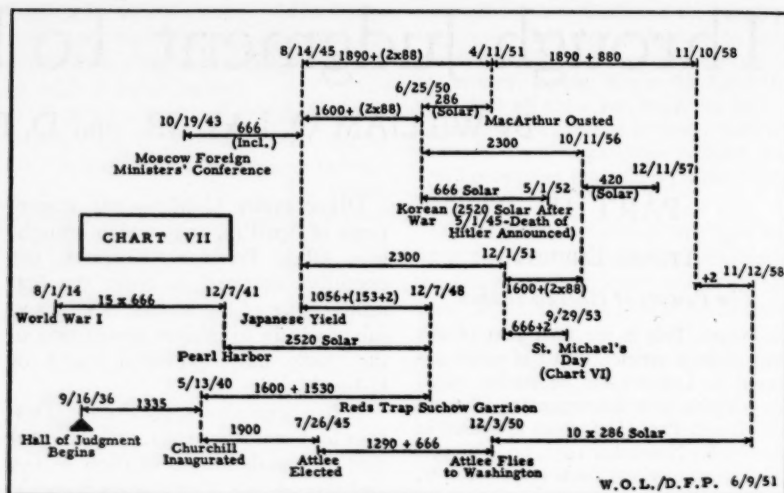 8/14/45 1890+(2x88) 4/11/51 1890 + 880 11/10/58
6/25/50
286
(Solar)
MacArthur Ousted
1600+ (2x88)
10/19/43 666
(Incl.)
Moscow Foreign
Ministers' Conference
10/11/56
2300
12/11/57
420
(Solar)
666 Solar 5/1/52
Korean (2520 Solar After
War 5/1/45-Death of
Hitler Announced)
CHART VII
2300 12/1/51
1600+(2x88)
+2 11/12/58
8/1/14 15 x 666 12/7/41 1056+(153+2) 12/7/48
World War I Japanese Yield
9/29/53
666+2
St. Michael's
Day
(Chart VI)
2520 Solar
Pearl Harbor
9/16/36 1335 5/13/40 1600 + 1530
Reds Trap Suchow Garrison
Hall of Judgment
Begins
Churchill
Inaugurated
1900 7/26/45 12/3/50 10 x 286 Solar
1290 + 666
Attlee
Elected
Attlee Flies
to Washington
W.O.L./D.F.P. 6/9/51